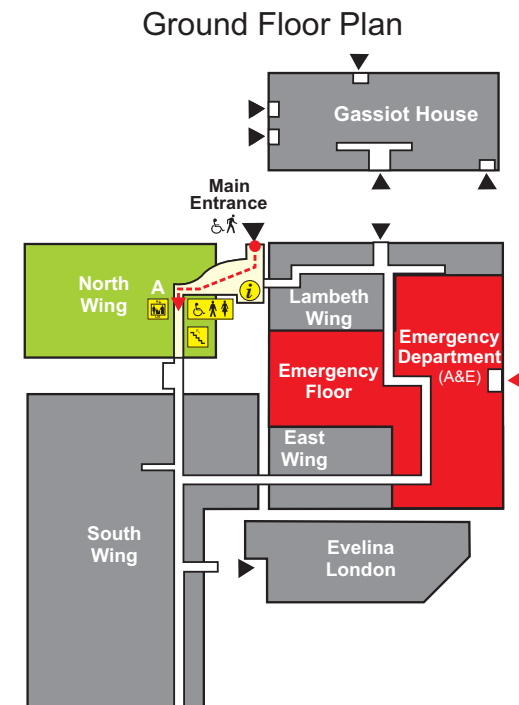 Ground Floor Plan
Gassiot House
Main
Entrance
North
Wing
A
i
Lambeth
Wing
Emergency
Department
(A&E)
Emergency
Floor
East
Wing
South
Wing
Evelina
London